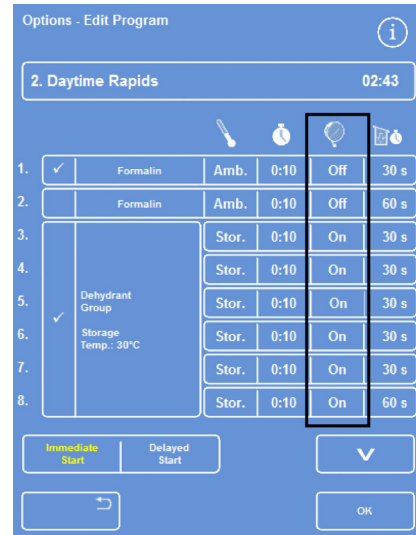 Options - Edit Program
i
2. Daytime Rapids 02:43
1. Formalin Amb. 0:10 Off 30 s
2. Formalin Amb. 0:10 Off 60 s
3. Stor. 0:10 On 30 s
4. Stor. 0:10 On 30 s
Dehydrant
Group
5. Stor. 0:10 On 30 s
6. Stor. 0:10 On 30 s
Storage
Temp.: 30°C
7. Stor. 0:10 On 30 s
8. Stor. 0:10 On 60 s
Immediate
Start
Delayed
Start
OK